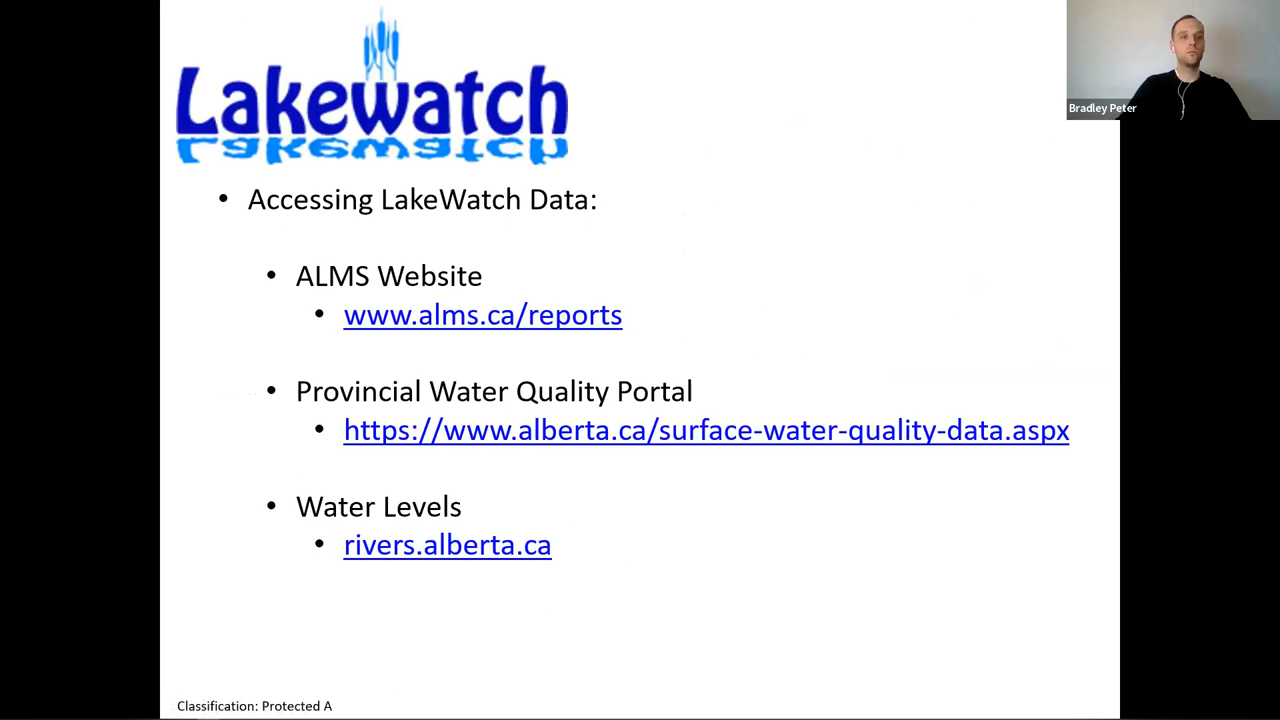 Lakewatch
Bradley Peter
• Accessing LakeWatch Data:
• ALMS Website
• www.alms.ca/reports
• Provincial Water Quality Portal
• https://www.alberta.ca/surface-water-quality-data.aspx
• Water Levels
• rivers.alberta.ca
Classification: Protected A